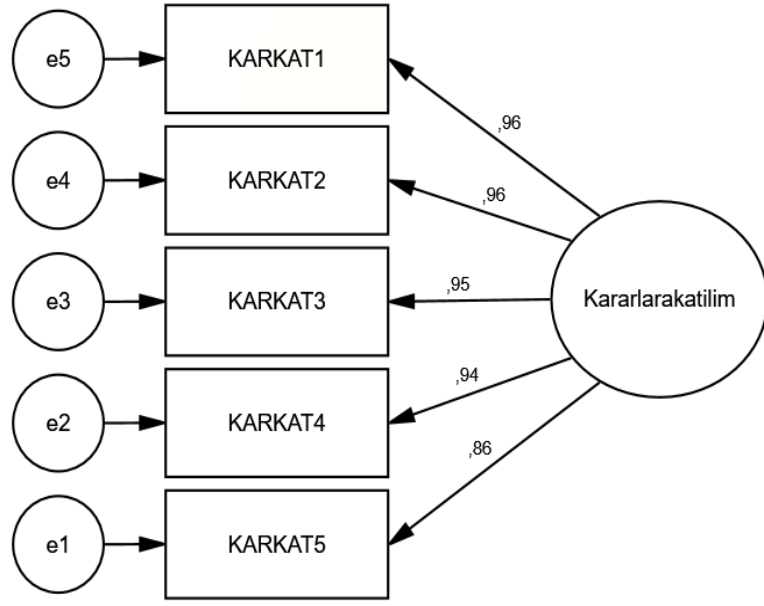 e5
KARKAT1
,96
e4
KARKAT2
,96
e3
KARKAT3
,95
Kararlarakatilim
e2
KARKAT4
,94
e1
KARKAT5
,86